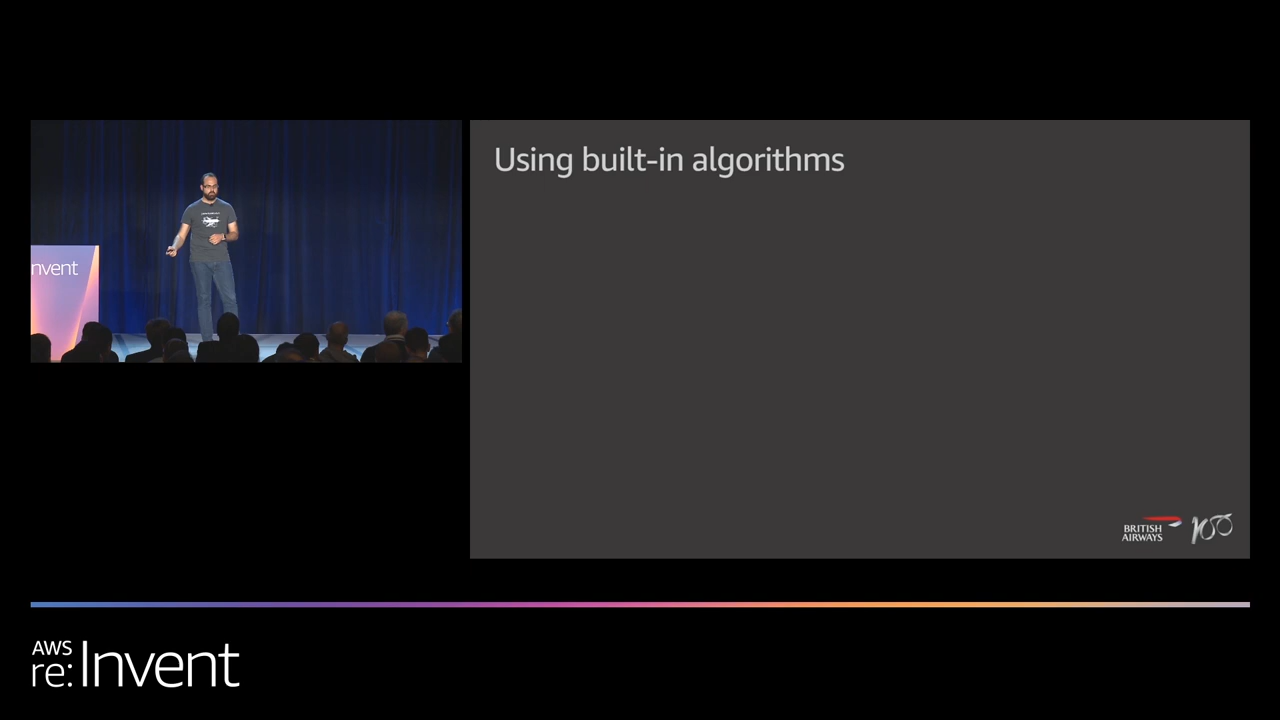 nvent
Using built-in algorithms
BRITISH
AIRWAYS
100
AWS
re:Invent